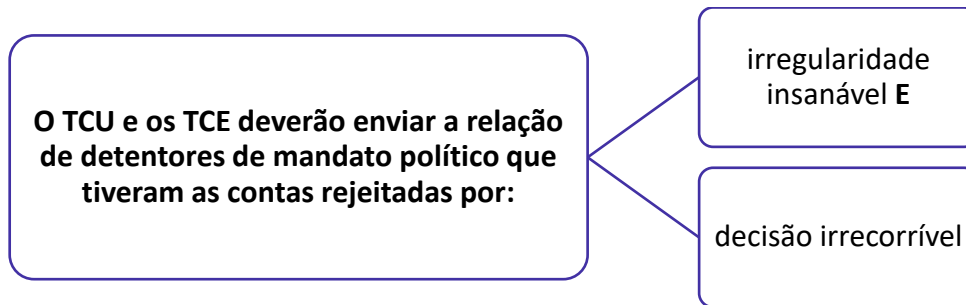 O TCU e os TCE deverão enviar a relação
de detentores de mandato político que
tiveram as contas rejeitadas por:
irregularidade
insanável E
decisão irrecorrível